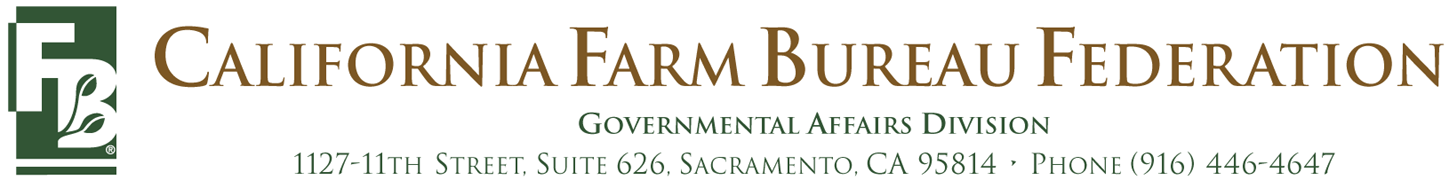 FB®
CALIFORNIA FARM BUREAU FEDERATION
GOVERNMENTAL AFFAIRS DIVISION
1127-11TH STREET, SUITE 626, SACRAMENTO, CA 95814 · PHONE (916) 446-4647